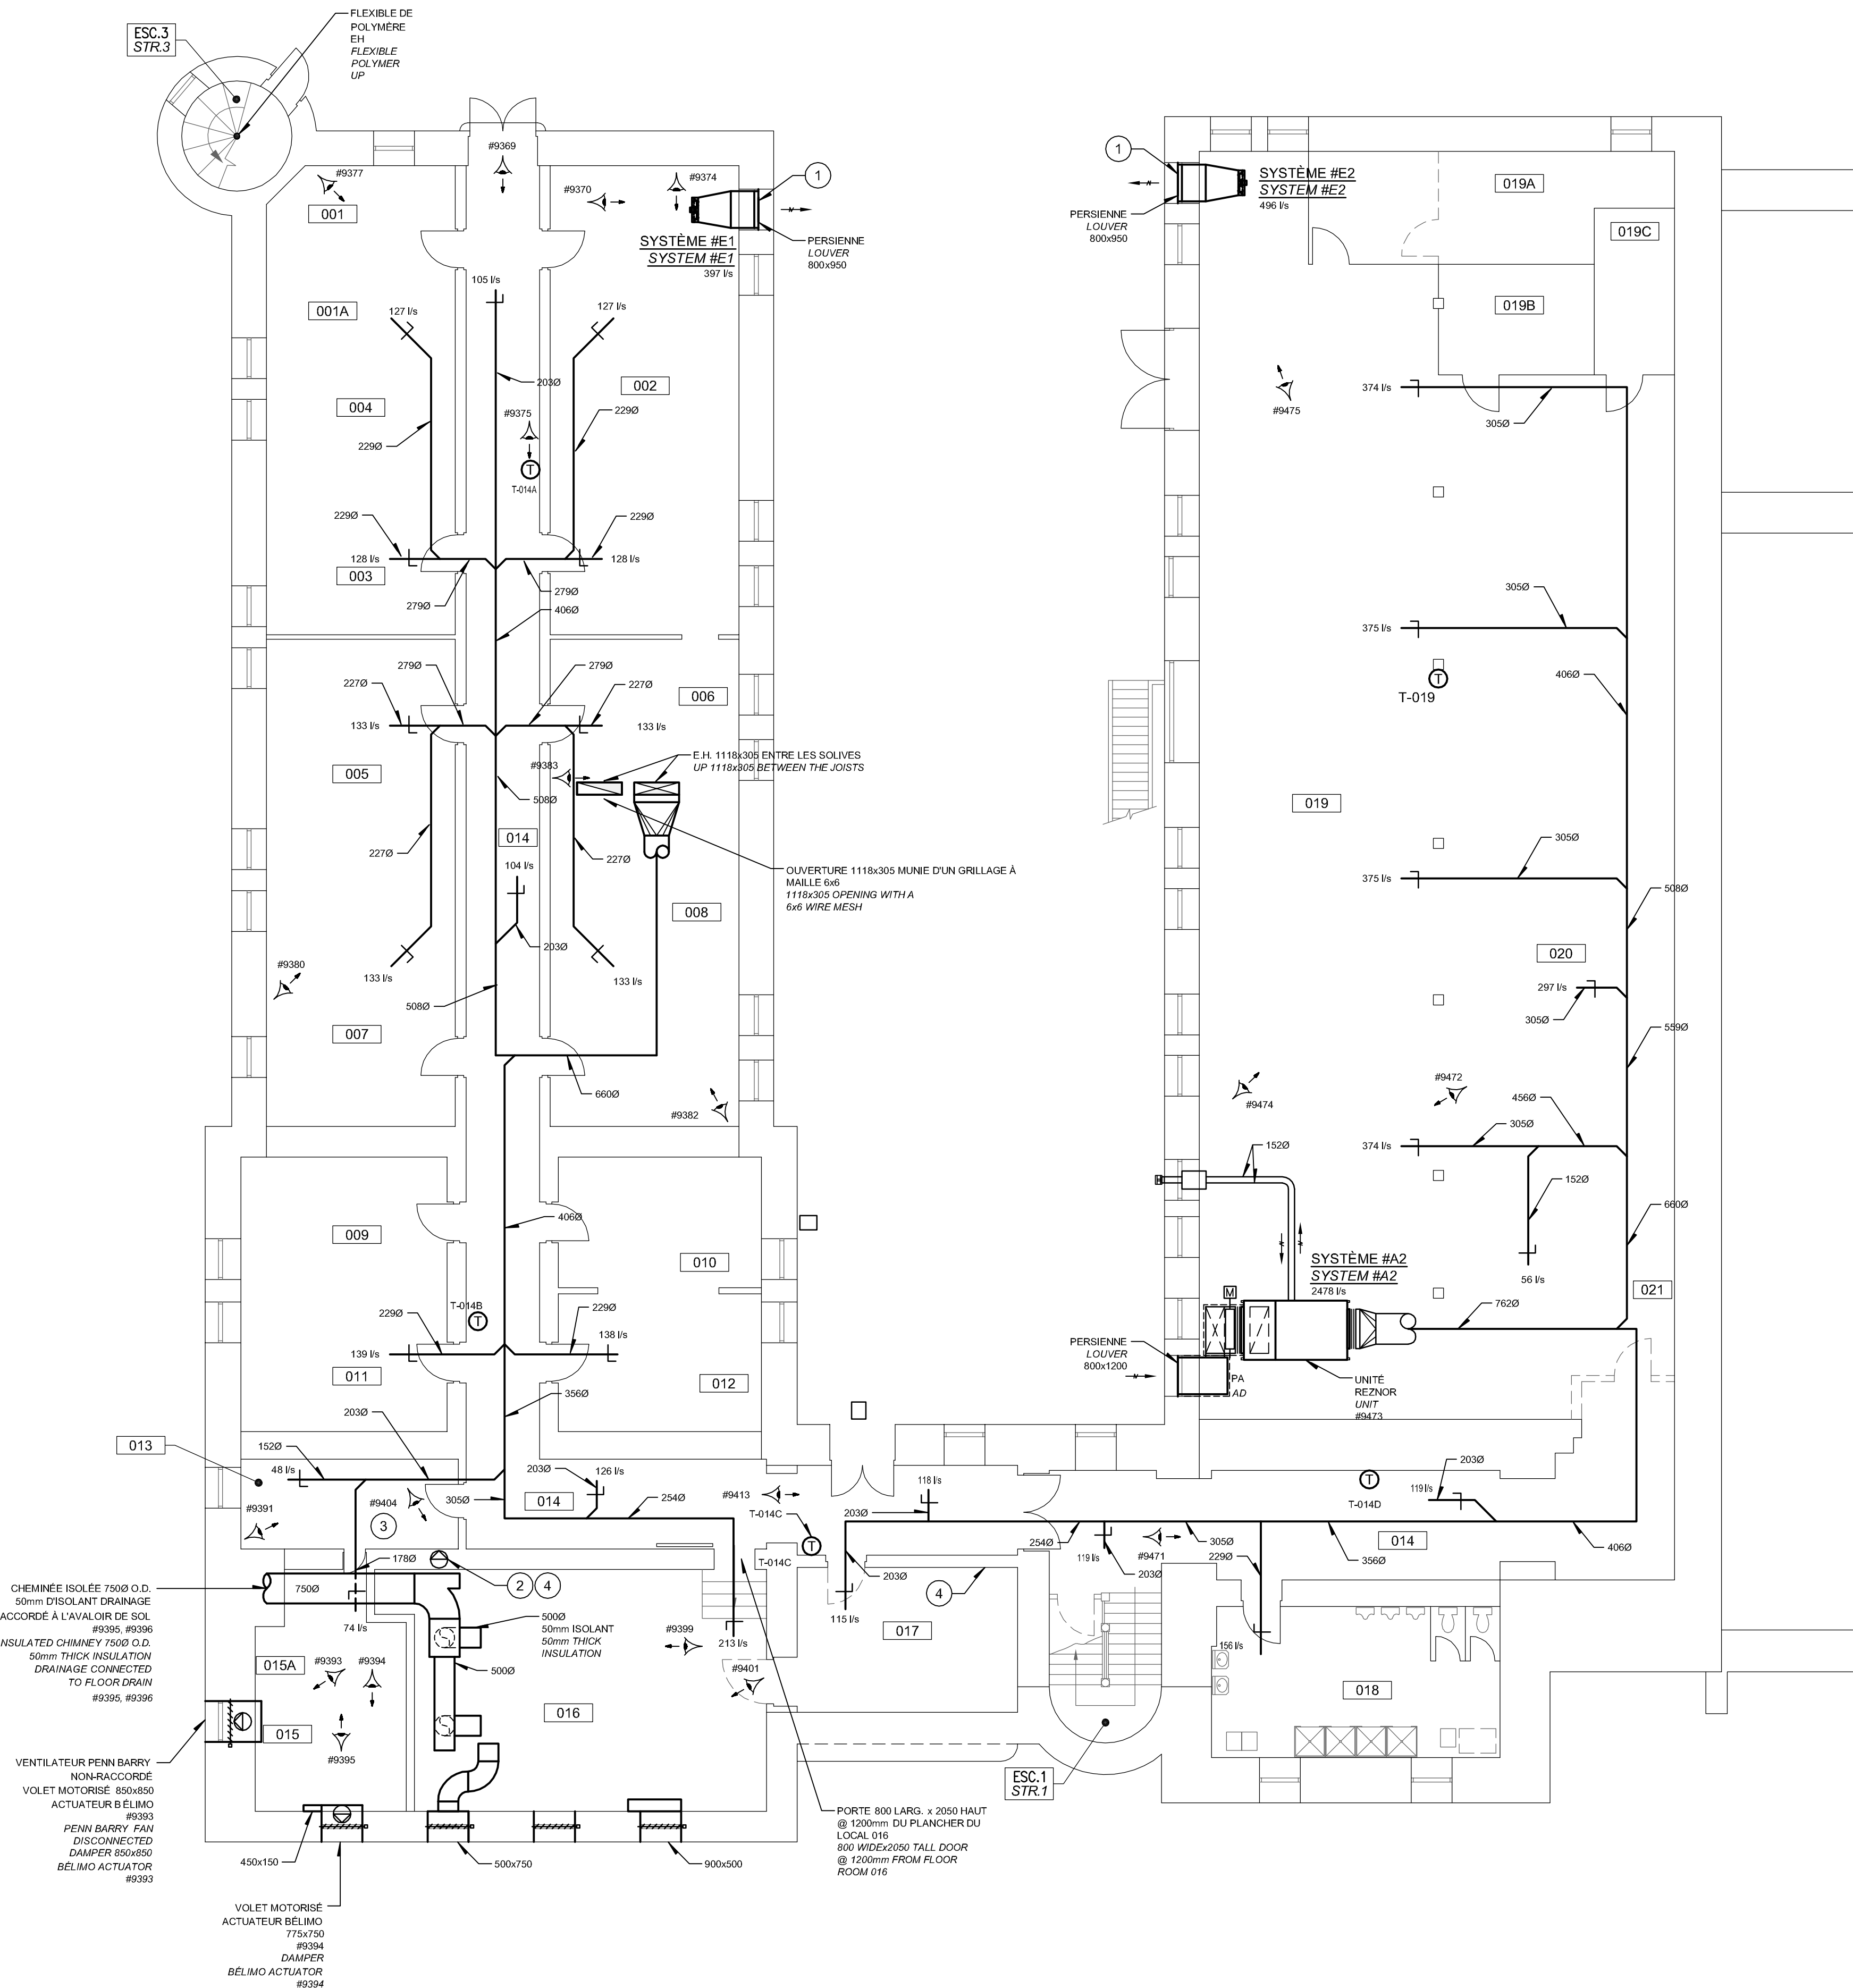 ESC.3
STR.3
FLEXIBLE DE
POLYMÈRE
EH
FLEXIBLE
POLYMER
UP
#9369
#9377
#9370
#9374
1
001
SYSTÈME #E1
SYSTEM #E1
397 l/s
PERSIENNE
LOUVER
800x950
105 l/s
001A
127 l/s
127 l/s
203Ø
002
004
#9375
229Ø
229Ø
T
T-014A
229Ø
229Ø
128 l/s
128 l/s
003
279Ø
279Ø
406Ø
279Ø
279Ø
227Ø
227Ø
006
133 l/s
133 l/s
E.H. 1118x305 ENTRE LES SOLIVES
UP 1118x305 BETWEEN THE JOISTS
#9383
005
508Ø
014
227Ø
227Ø
104 l/s
OUVERTURE 1118x305 MUNIE D'UN GRILLAGE À
MAILLE 6x6
1118x305 OPENING WITH A
6x6 WIRE MESH
008
203Ø
#9380
133 l/s
133 l/s
508Ø
007
660Ø
#9382
406Ø
009
010
T-014B
T
229Ø
229Ø
138 l/s
139 l/s
011
012
356Ø
203Ø
013
152Ø
48 l/s
203Ø
126 l/s
#9391
#9404
305Ø
014
254Ø
#9413
3
T-014C
T
T-014C
178Ø
2
4
CHEMINÉE ISOLÉE 750Ø O.D.
50mm D'ISOLANT DRAINAGE
ACCORDÉ À L'AVALOIR DE SOL
#9395, #9396
NSULATED CHIMNEY 750Ø O.D.
50mm THICK INSULATION
DRAINAGE CONNECTED
TO FLOOR DRAIN
#9395, #9396
750Ø
74 l/s
500Ø
50mm ISOLANT
50mm THICK
INSULATION
#9399
213 l/s
#9401
500Ø
015A
#9393
#9394
015
016
#9395
VENTILATEUR PENN BARRY
NON-RACCORDÉ
VOLET MOTORISÉ 850x850
ACTUATEUR BÉLIMO
#9393
PENN BARRY FAN
DISCONNECTED
DAMPER 850x850
BÉLIMO ACTUATOR
#9393
450x150
500x750
900x500
VOLET MOTORISÉ
ACTUATEUR BÉLIMO
775x750
#9394
DAMPER
BÉLIMO ACTUATOR
#9394
PORTE 800 LARG. x 2050 HAUT
@ 1200mm DU PLANCHER DU
LOCAL 016
800 WIDEx2050 TALL DOOR
@ 1200mm FROM FLOOR
ROOM 016
1
SYSTÈME #E2
SYSTEM #E2
496 l/s
PERSIENNE
LOUVER
800x950
019A
019C
019B
#9475
374 l/s
305Ø
305Ø
375 l/s
T
T-019
406Ø
019
305Ø
375 l/s
508Ø
020
297 l/s
305Ø
559Ø
#9474
#9472
456Ø
305Ø
374 l/s
152Ø
152Ø
660Ø
56 l/s
SYSTÈME #A2
SYSTEM #A2
2478 l/s
021
M
762Ø
PERSIENNE
LOUVER
800x1200
PA
AD
UNITÉ
REZNOR
UNIT
#9473
118 l/s
203Ø
T
T-014D
203Ø
119 l/s
254Ø
#9471
305Ø
229Ø
356Ø
014
406Ø
119 l/s
203Ø
203Ø
4
115 l/s
017
156 l/s
018
ESC.1
STR.1